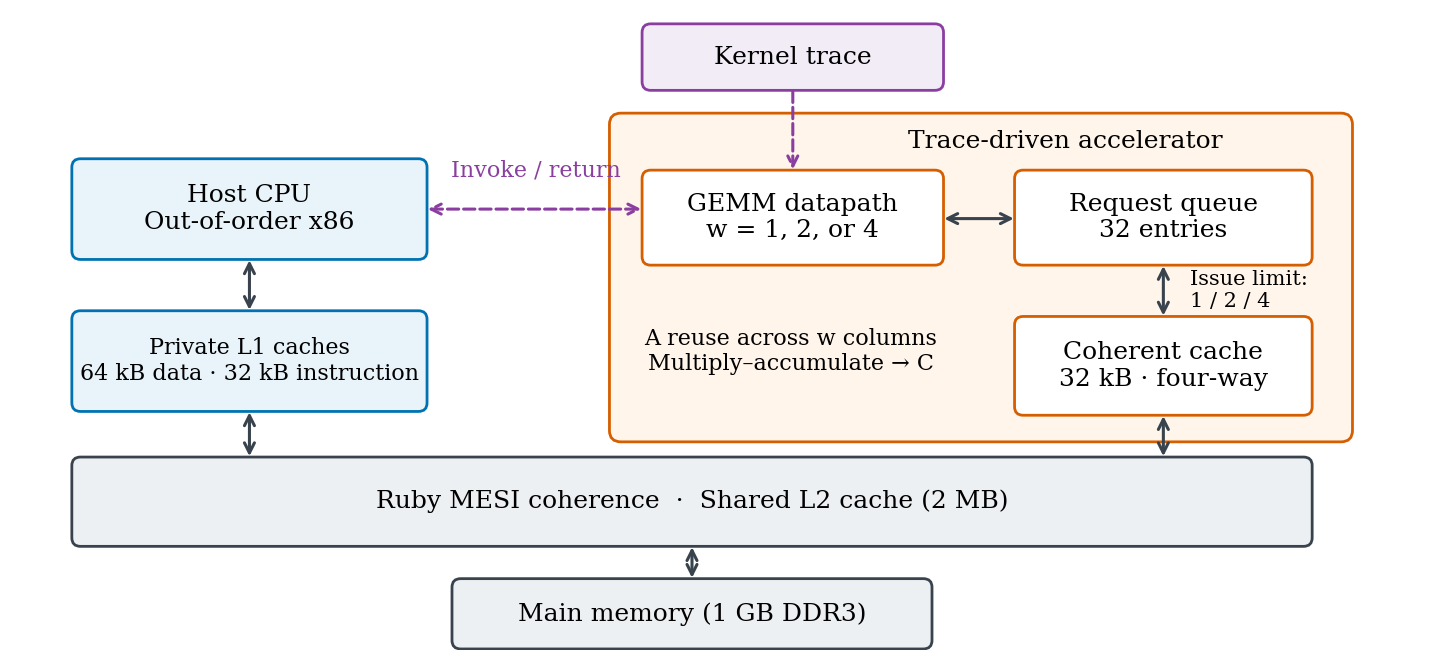 Kernel trace
Trace-driven accelerator
Invoke / return
Host CPU
Out-of-order x86
GEMM datapath
w = 1, 2, or 4
Request queue
32 entries
Issue limit:
1 / 2 / 4
Private L1 caches
64 kB data · 32 kB instruction
A reuse across w columns
Multiply–accumulate → C
Coherent cache
32 kB · four-way
Ruby MESI coherence · Shared L2 cache (2 MB)
Main memory (1 GB DDR3)